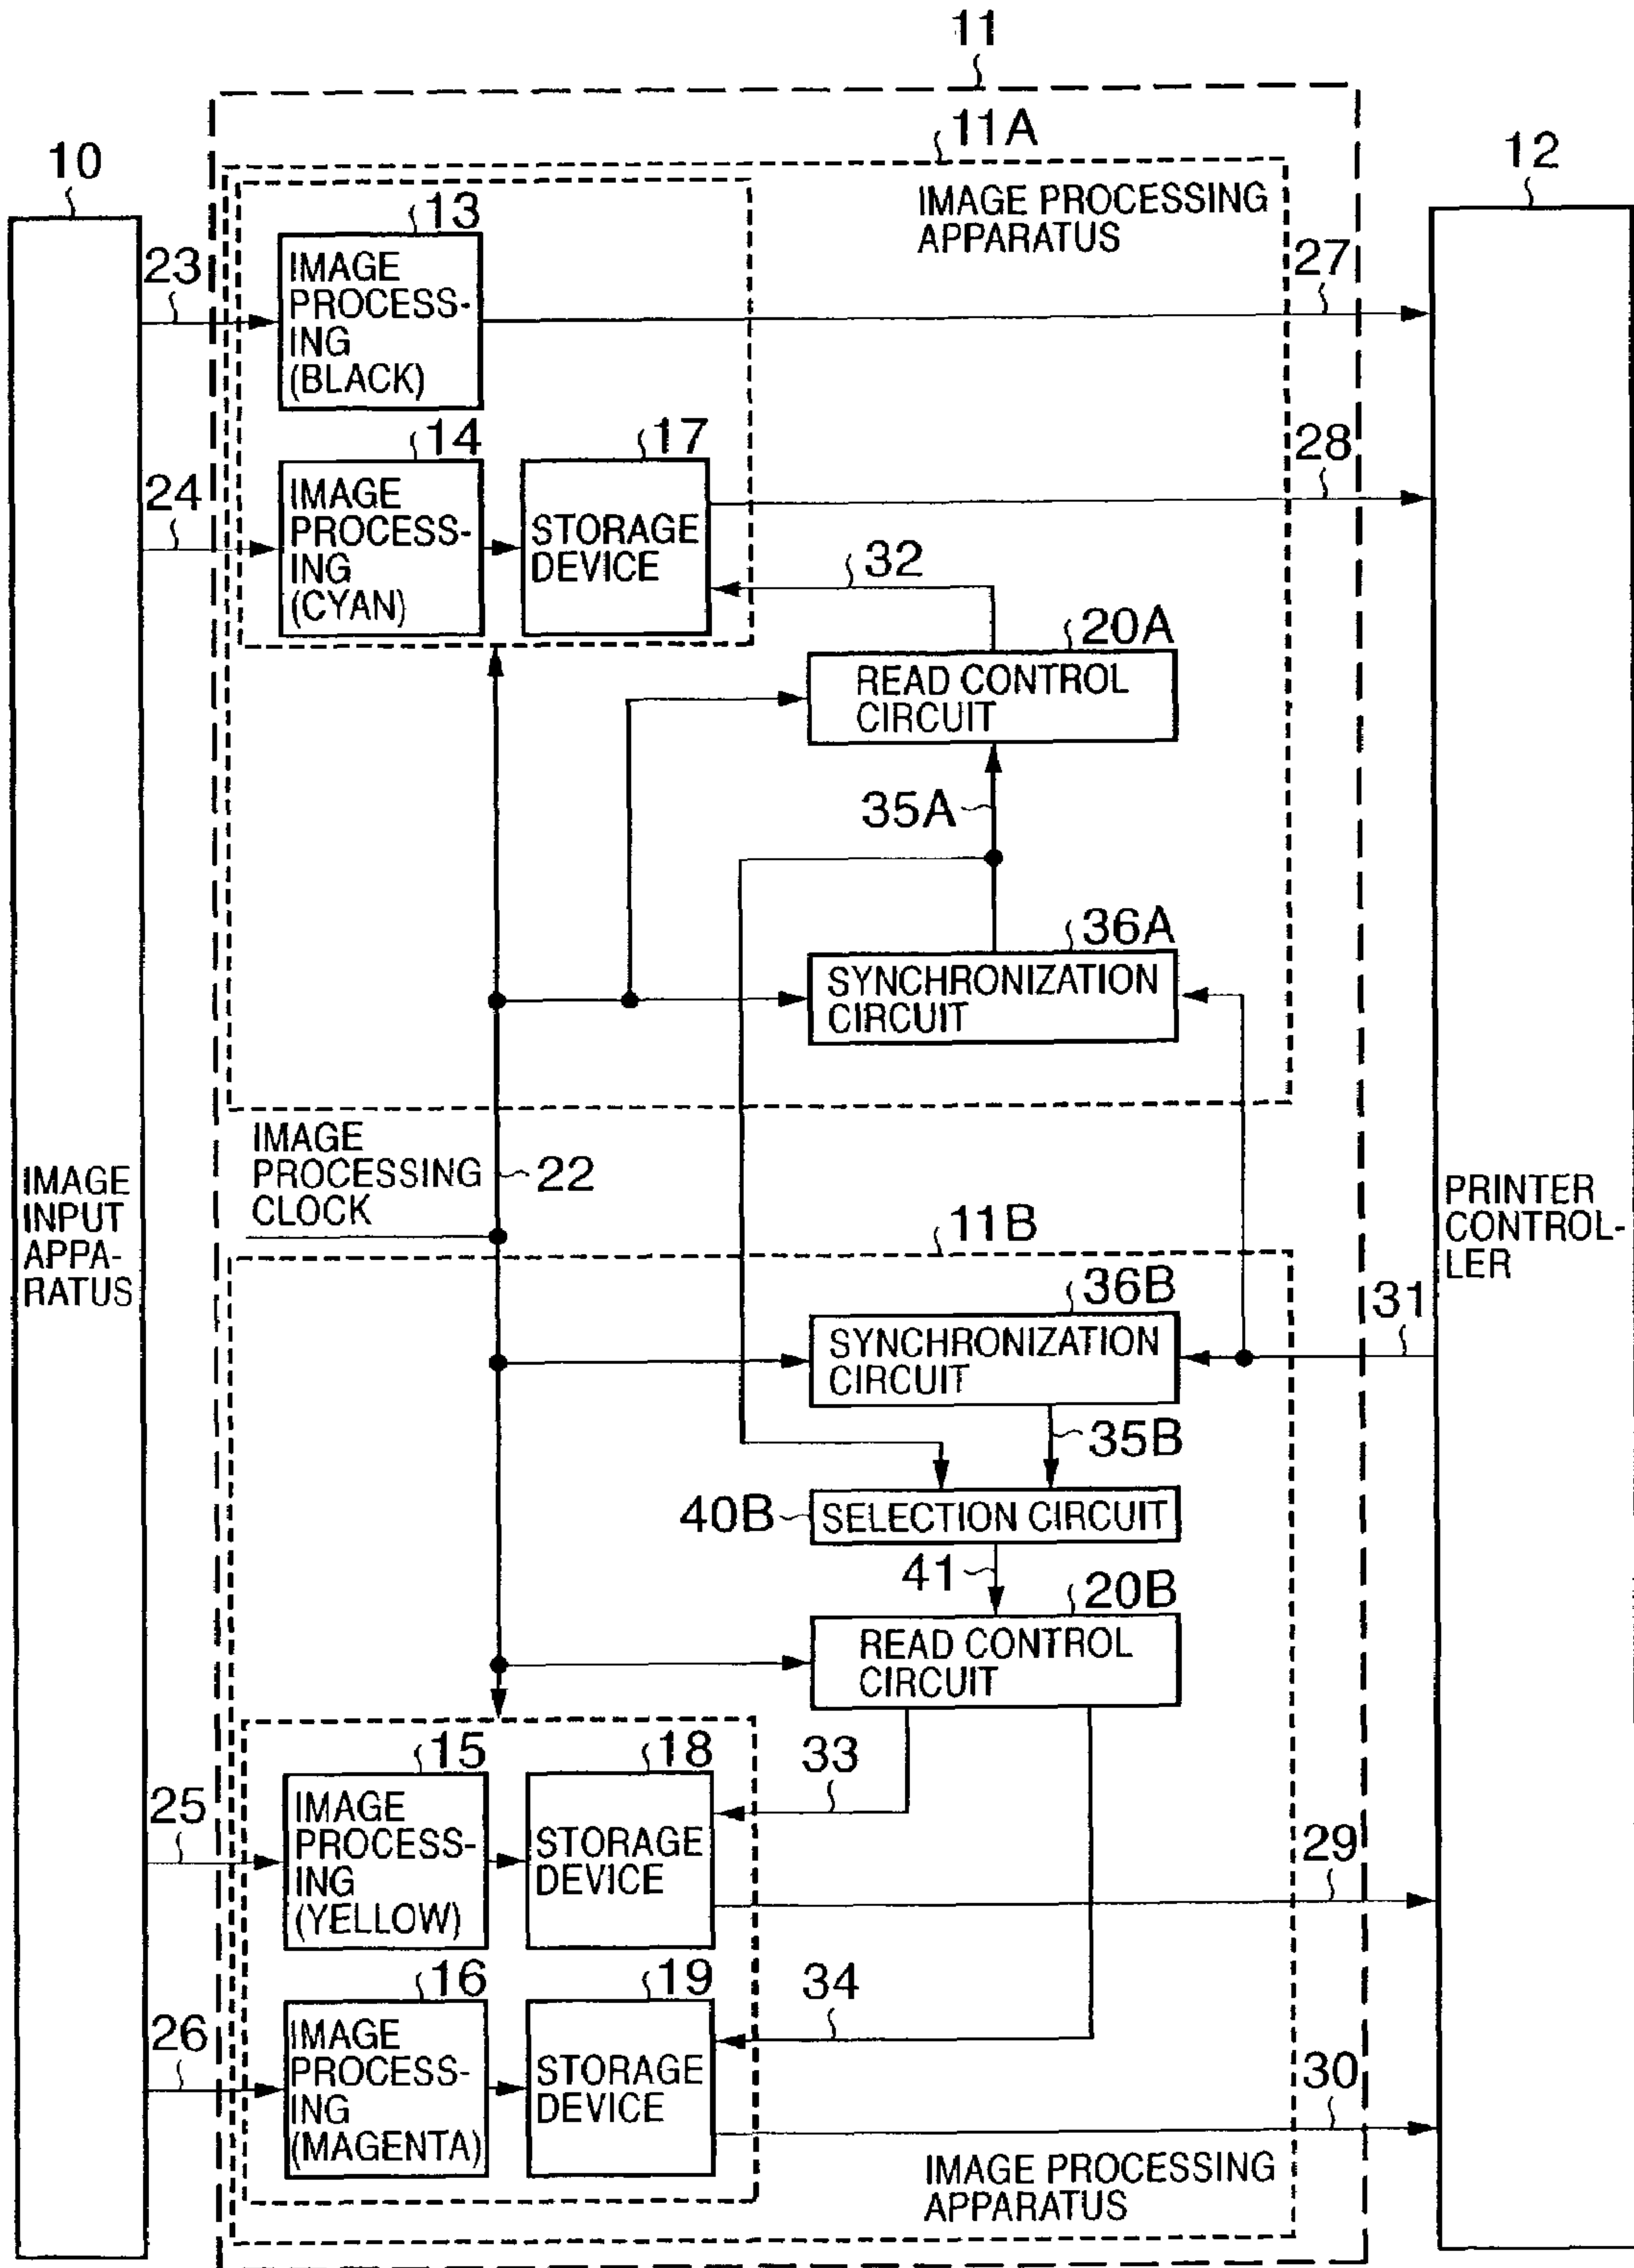 11
11A
10
12
IMAGE PROCESSING
APPARATUS
13
23
IMAGE
PROCESS-
ING
(BLACK)
27
14
17
24
IMAGE
PROCESS-
ING
(CYAN)
STORAGE
DEVICE
28
32
20A
READ CONTROL
CIRCUIT
35A
36A
SYNCHRONIZATION
CIRCUIT
IMAGE
PROCESSING
CLOCK
22
IMAGE
INPUT
APPA-
RATUS
PRINTER
CONTROL-
LER
11B
36B
31
SYNCHRONIZATION
CIRCUIT
35B
40B
SELECTION CIRCUIT
41
20B
READ CONTROL
CIRCUIT
15
18
33
25
IMAGE
PROCESS-
ING
(YELLOW)
STORAGE
DEVICE
29
16
19
34
26
IMAGE
PROCESS-
ING
(MAGENTA)
STORAGE
DEVICE
30
IMAGE PROCESSING
APPARATUS